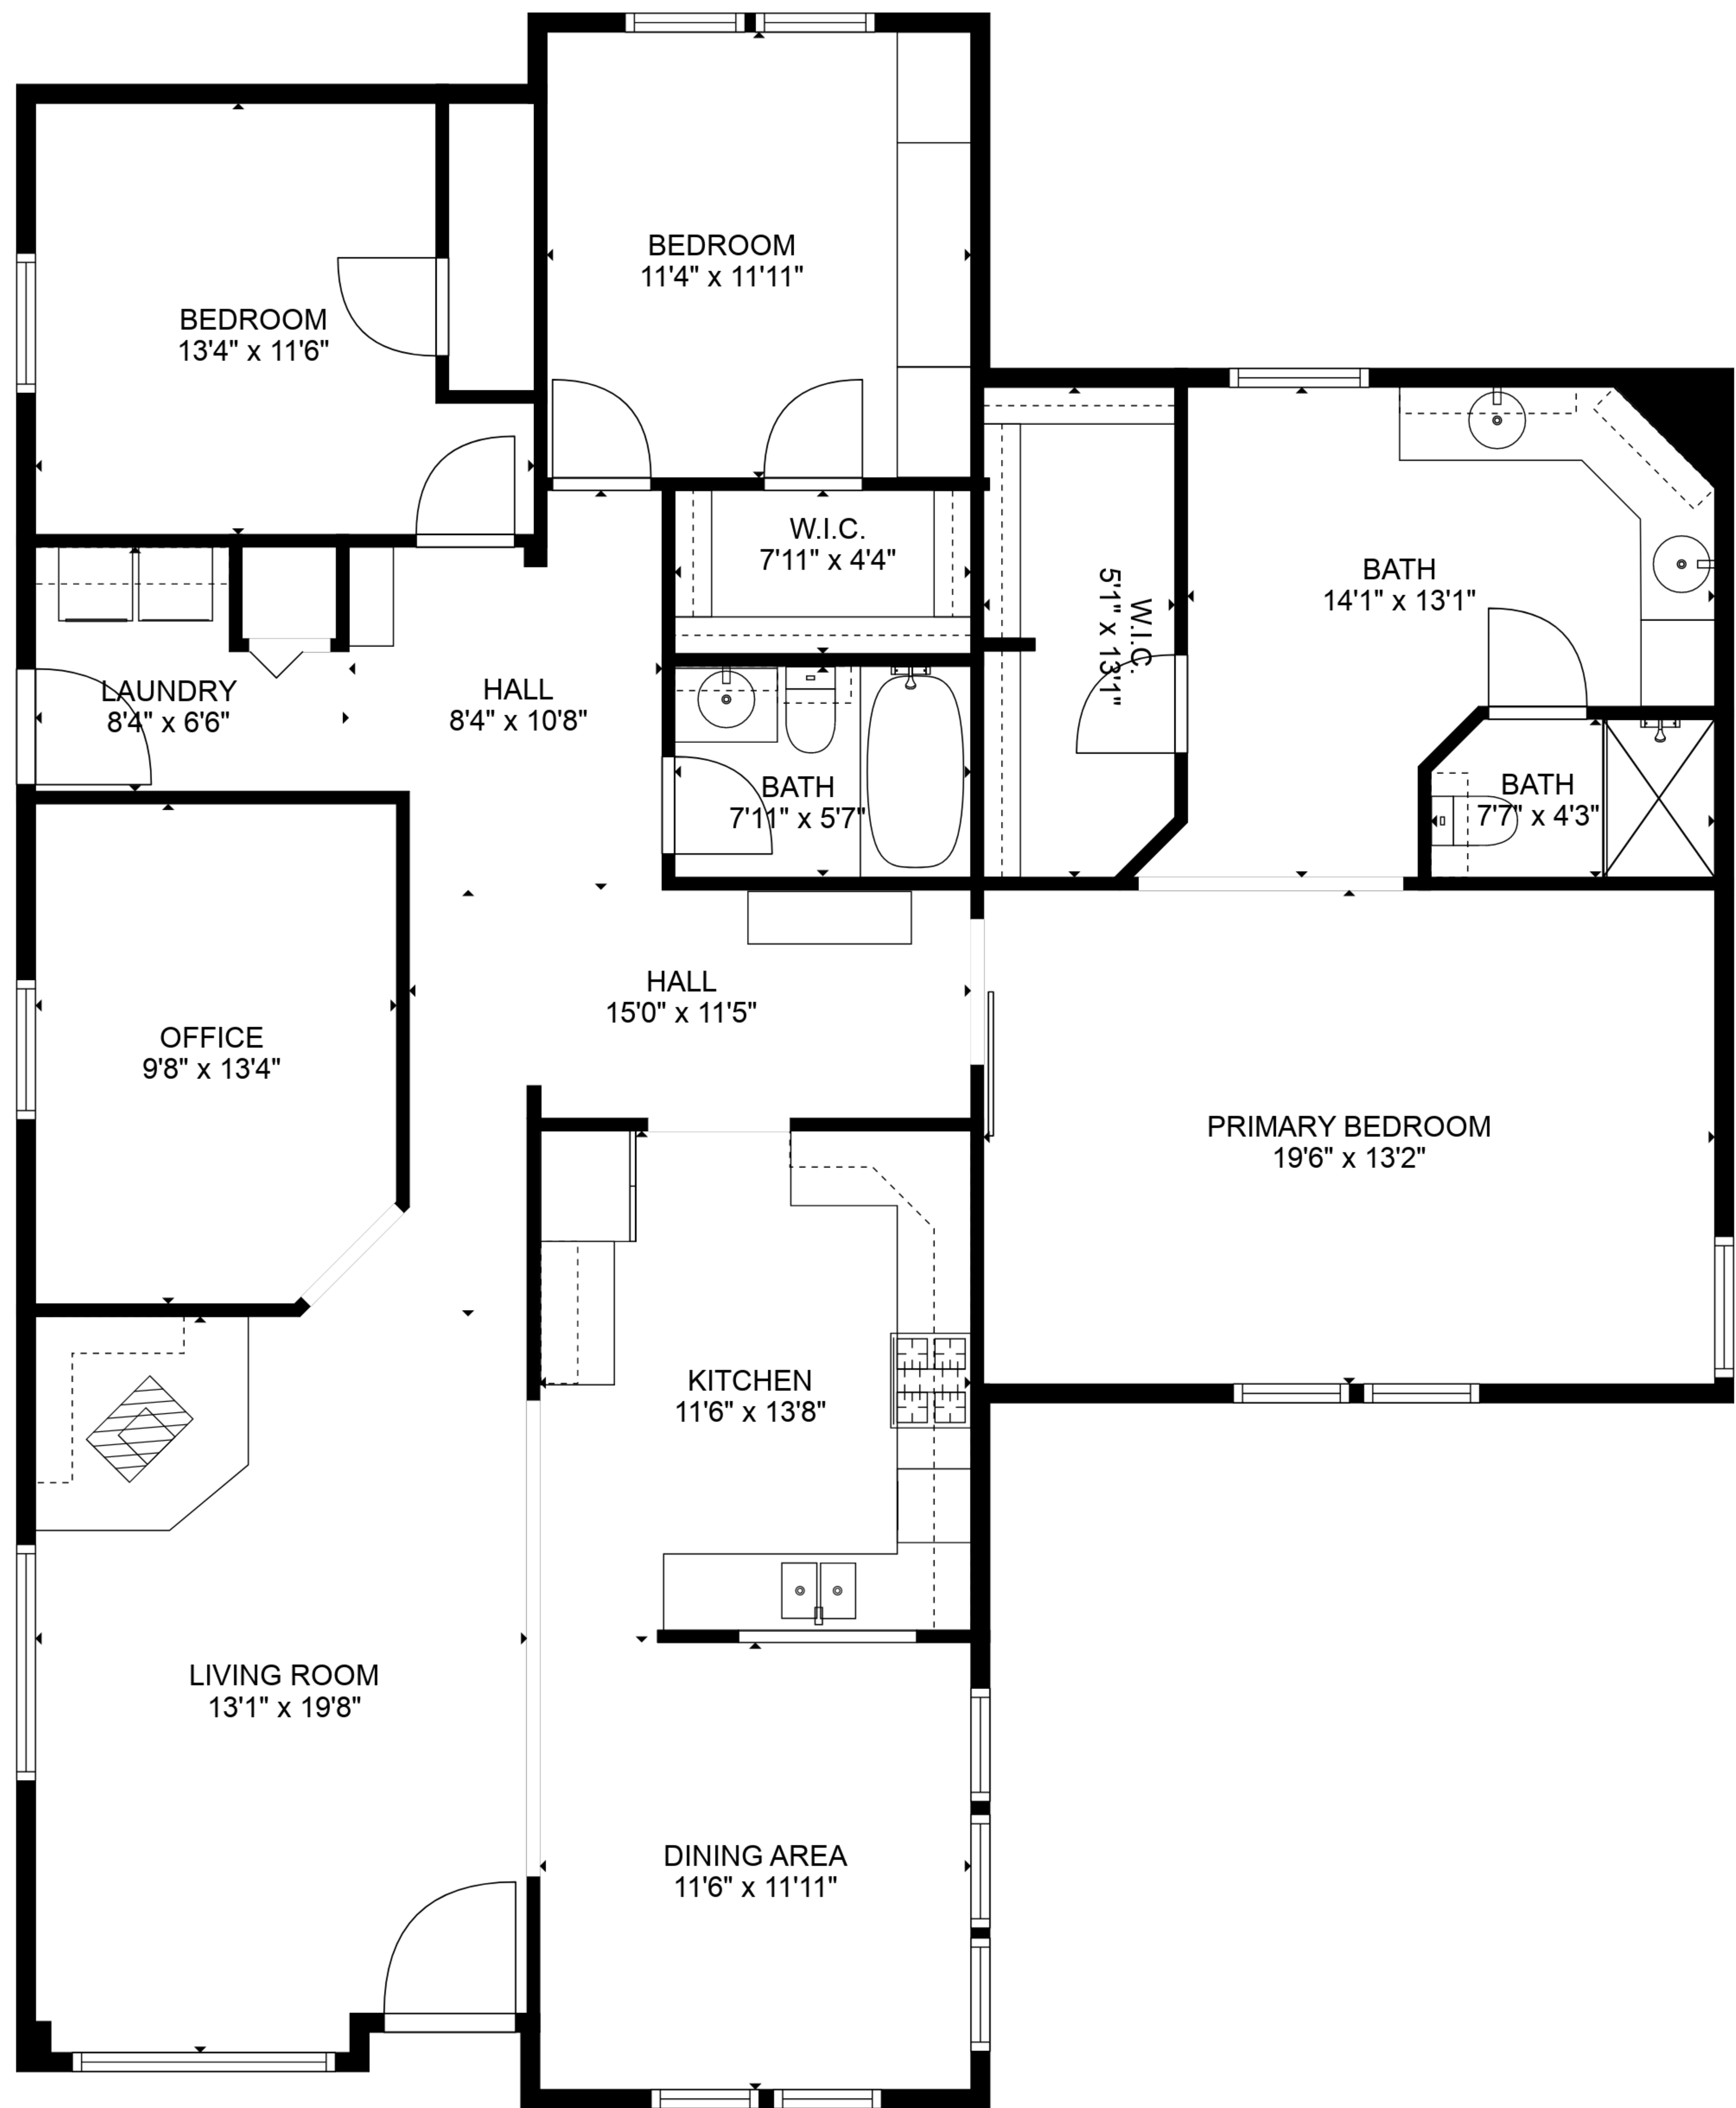 BEDROOM
11'4" x 11'11"
BEDROOM
13'4" x 11'6"
W.I.C.
7'11" x 4'4"
W.I.C.
5'1" x 13'1"
BATH
14'1" x 13'1"
LAUNDRY
8'4" x 6'6"
HALL
8'4" x 10'8"
BATH
7'11" x 5'7"
BATH
7'7" x 4'3"
HALL
15'0" x 11'5"
OFFICE
9'8" x 13'4"
PRIMARY BEDROOM
19'6" x 13'2"
KITCHEN
11'6" x 13'8"
LIVING ROOM
13'1" x 19'8"
DINING AREA
11'6" x 11'11"